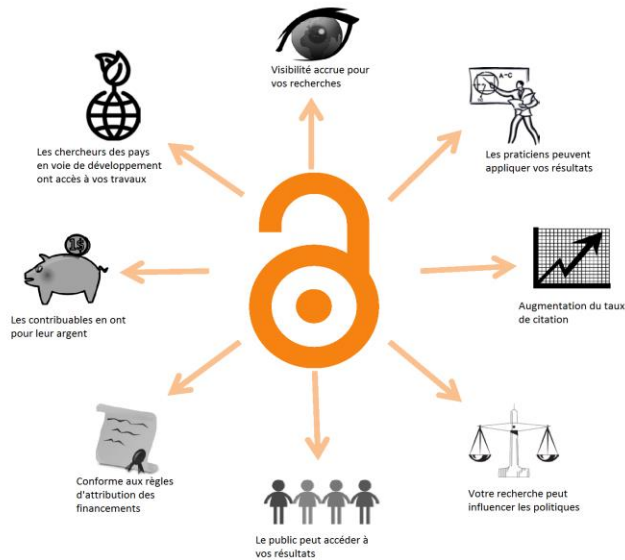 Visibilité accrue pour
vos recherches
Les praticiens peuvent
appliquer vos résultats
Augmentation du taux
de citation
Votre recherche peut
influencer les politiques
Le public peut accéder à
vos résultats
Conforme aux règles
d'attribution des
financements
Les contribuables en ont
pour leur argent
1$
Les chercheurs des pays
en voie de développement
ont accès à vos travaux
A-C